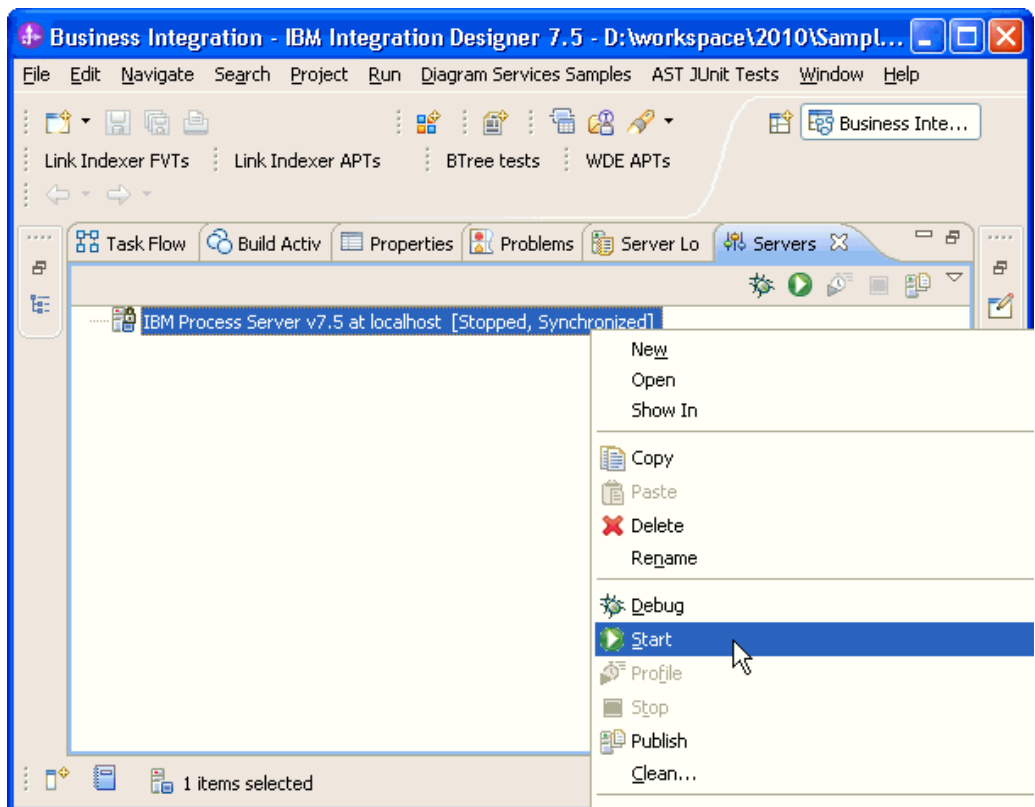 Business Integration - IBM Integration Designer 7.5 - D:\workspace\2010\Sampl...
File Edit Navigate Search Project Run Diagram Services Samples AST JUnit Tests Window Help
Business Inte...
Link Indexer FVTs Link Indexer APTs BTree tests WDE APTs
Task Flow Build Activ Properties Problems Server Lo Servers
IBM Process Server v7.5 at localhost [Stopped, Synchronized]
New
Open
Show In
Copy
Paste
Delete
Rename
Debug
Start
Profile
Stop
Publish
Clean...
1 items selected